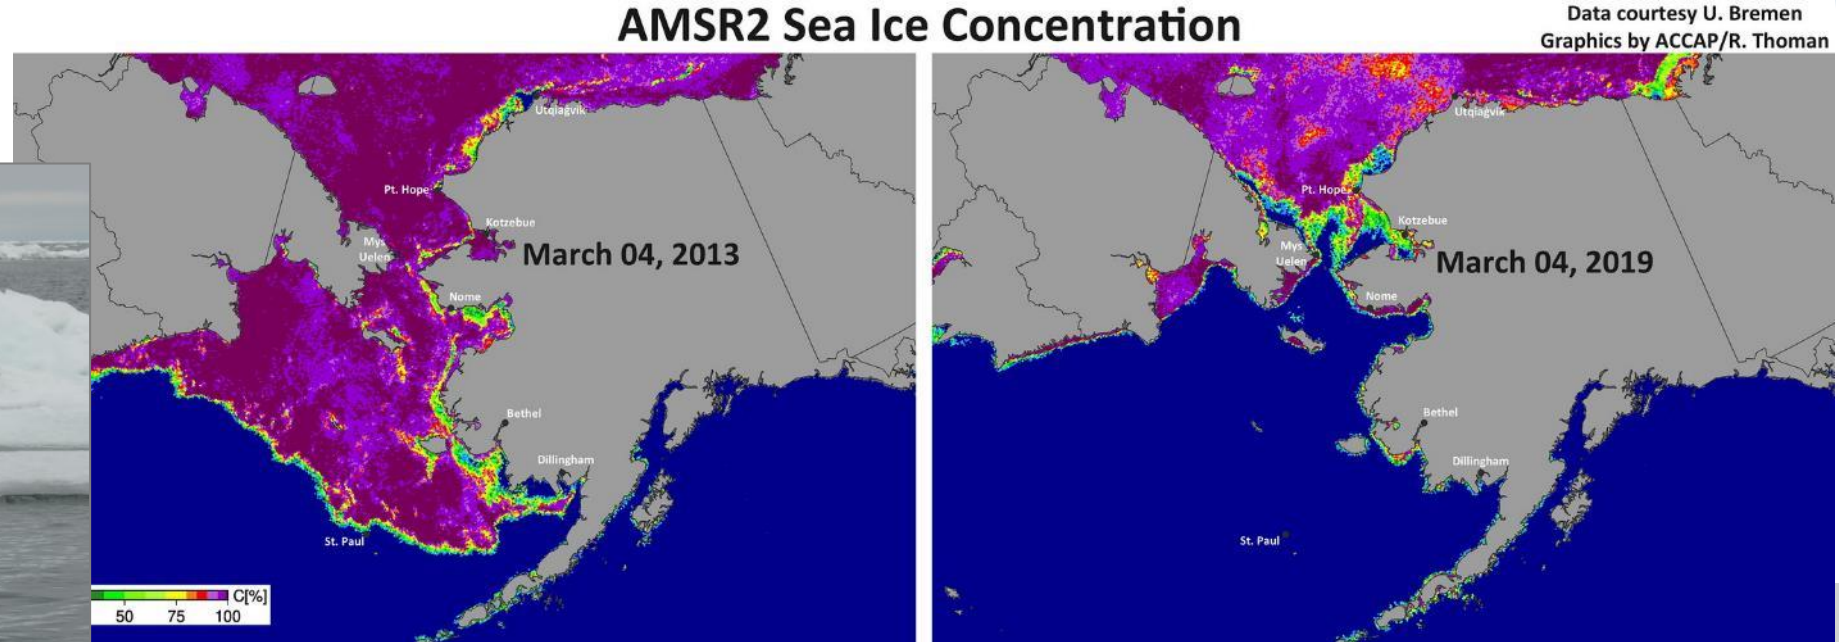 AMSR2 Sea Ice Concentration
Data courtesy U. Bremen
Graphics by ACCAP/R. Thoman
Utqiaġvik
Pt. Hope
Kotzebue
Mys
Uelen
March 04, 2013
Nome
Bethel
Dillingham
St. Paul
C[%]
50 75 100
Utqiaġvik
Pt. Hope
Kotzebue
Mys
Uelen
March 04, 2019
Nome
Bethel
Dillingham
St. Paul